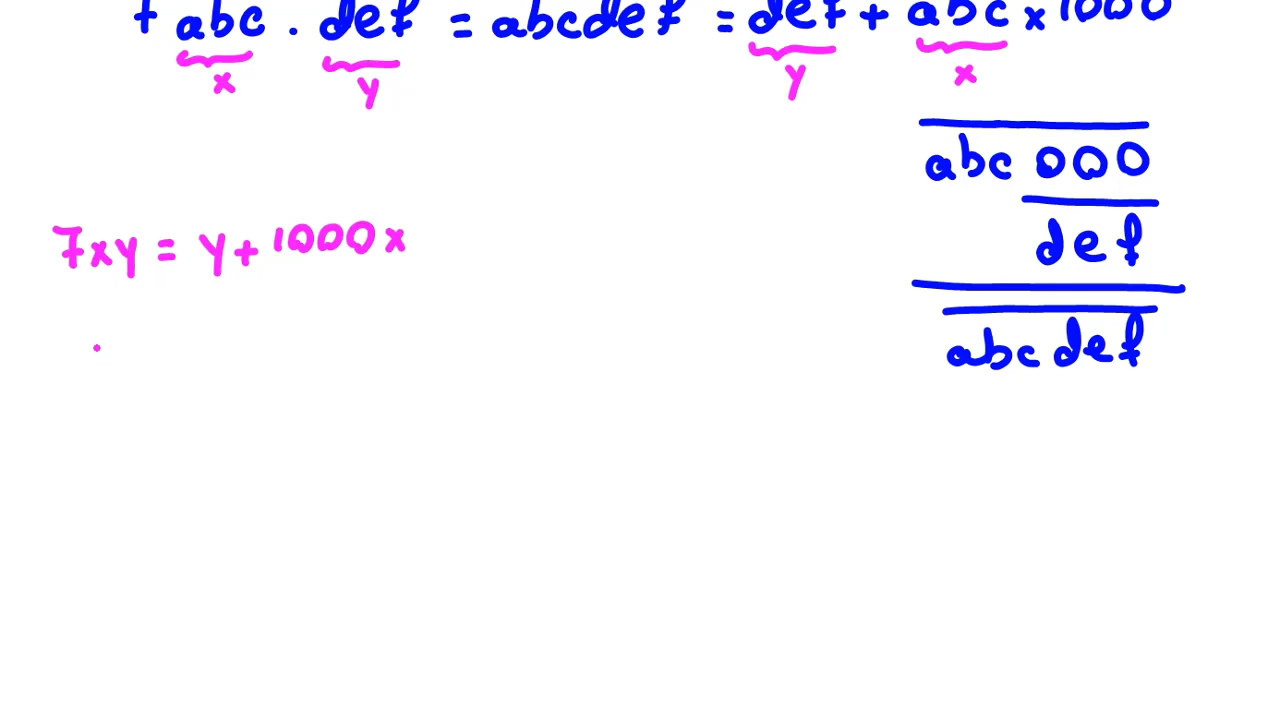 7 abc . def = abcdef = def + abc x 1000
x y y x
abc 000
def
7xy = y + 1000x
abcdef